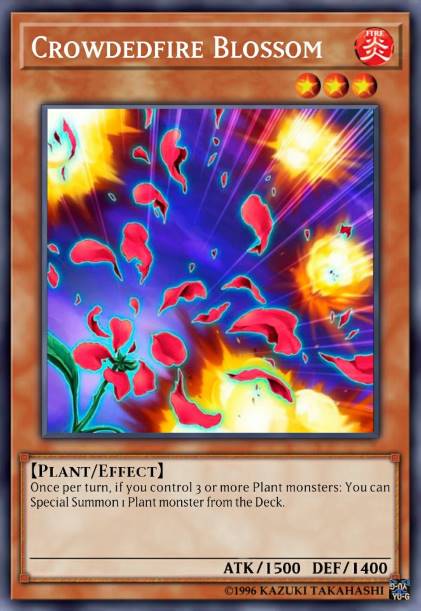 Crowdedfire Blossom
FIRE
炎
[Plant/Effect]
Once per turn, if you control 3 or more Plant monsters: You can
Special Summon 1 Plant monster from the Deck.
ATK/1500 DEF/1400
©1996 KAZUKI TAKAHASHI